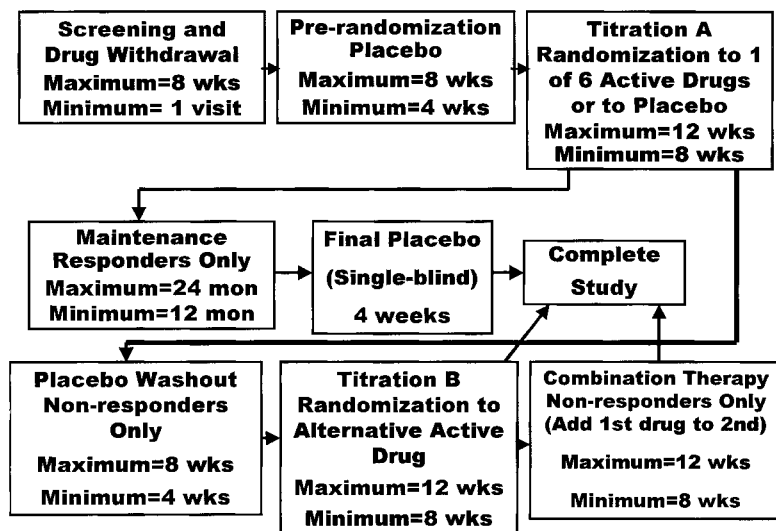 Screening and
Drug Withdrawal
Maximum=8 wks
Minimum= 1 visit
Pre-randomization
Placebo
Maximum=8 wks
Minimum=4 wks
Titration A
Randomization to 1
of 6 Active Drugs
or to Placebo
Maximum=12 wks
Minimum=8 wks
Maintenance
Responders Only
Maximum=24 mon
Minimum=12 mon
Final Placebo
(Single-blind)
4 weeks
Complete
Study
Placebo Washout
Non-responders
Only
Maximum=8 wks
Minimum=4 wks
Titration B
Randomization to
Alternative Active
Drug
Maximum=12 wks
Minimum=8 wks
Combination Therapy
Non-responders Only
(Add 1st drug to 2nd)
Maximum=12 wks
Minimum=8 wks